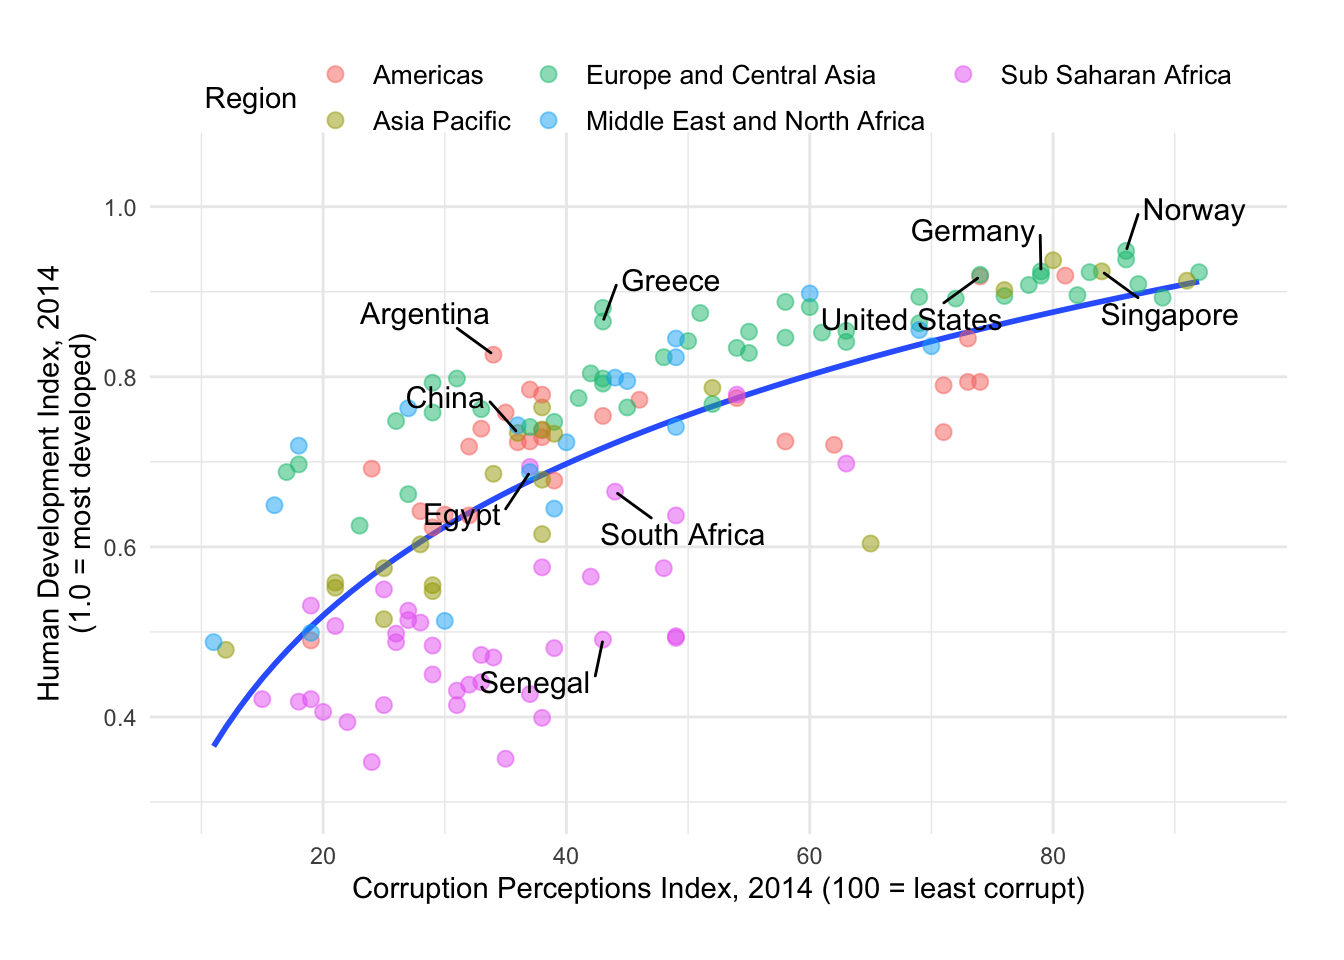 Region
Americas
Europe and Central Asia
Sub Saharan Africa
Asia Pacific
Middle East and North Africa
Human Development Index, 2014
(1.0 = most developed)
1.0
0.8
0.6
0.4
Norway
Germany
Greece
Argentina
United States
Singapore
China
Egypt
South Africa
Senegal
20
40
60
80
Corruption Perceptions Index, 2014 (100 = least corrupt)